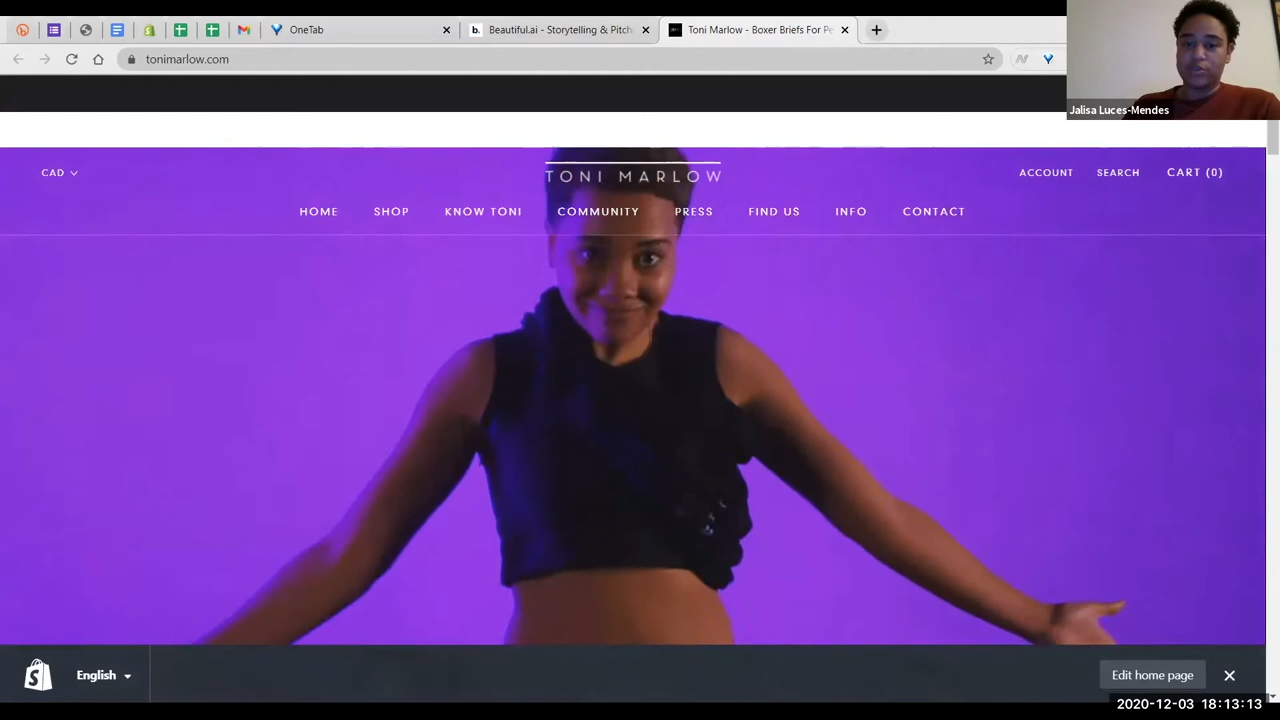 OneTab
Beautiful.ai - Storytelling & Pitch
Toni Marlow - Boxer Briefs For Pe
tonimarlow.com
Jalisa Luces-Mendes
CAD
TONI MARLOW
ACCOUNT SEARCH CART (0)
HOME SHOP KNOW TONI COMMUNITY PRESS FIND US INFO CONTACT
English
Edit home page
2020-12-03 18:13:13